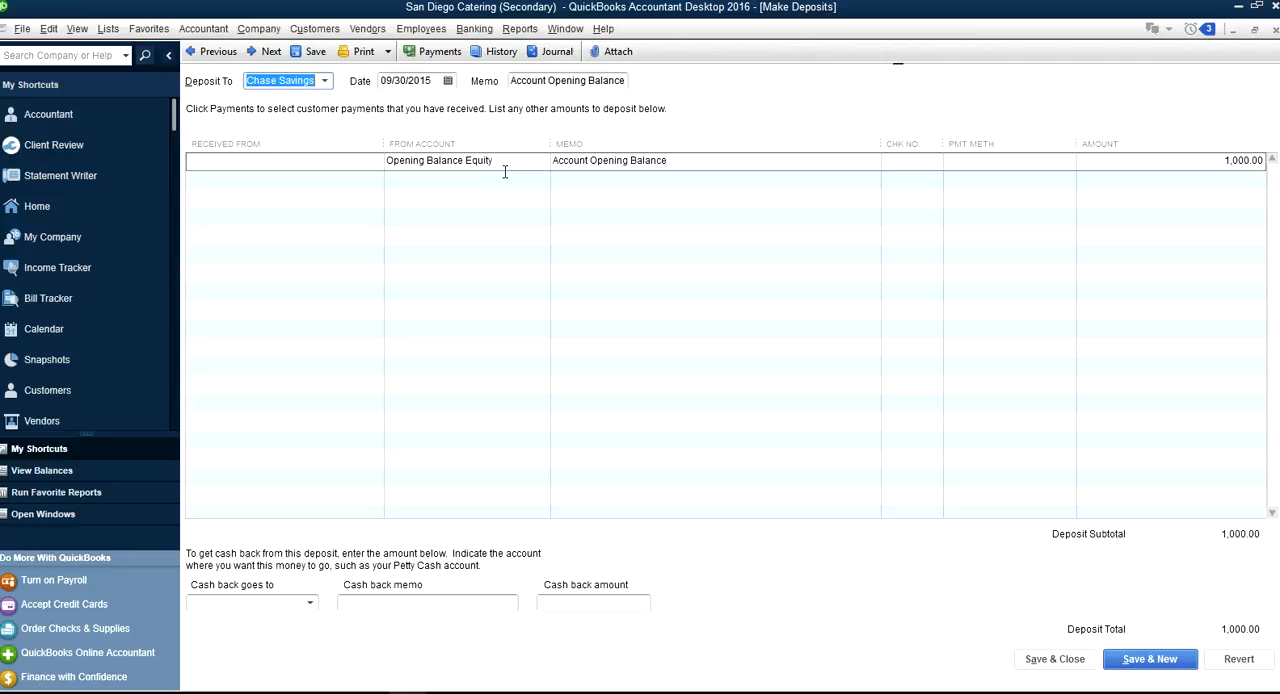 San Diego Catering (Secondary) - QuickBooks Accountant Desktop 2016 - [Make Deposits]
File Edit View Lists Favorites Accountant Company Customers Vendors Employees Banking Reports Window Help
3
Search Company or Help
Previous Next Save Print Payments History Journal Attach
My Shortcuts
Accountant
Client Review
Statement Writer
Home
My Company
Income Tracker
Bill Tracker
Calendar
31
Snapshots
Customers
Vendors
My Shortcuts
View Balances
Run Favorite Reports
Open Windows
Do More With QuickBooks
Turn on Payroll
Accept Credit Cards
Order Checks & Supplies
QuickBooks Online Accountant
Finance with Confidence
Deposit To Chase Savings Date 09/30/2015 Memo Account Opening Balance
Click Payments to select customer payments that you have received. List any other amounts to deposit below.
RECEIVED FROM FROM ACCOUNT MEMO CHK NO. PMT METH. AMOUNT
Opening Balance Equity Account Opening Balance 1,000.00
Deposit Subtotal 1,000.00
To get cash back from this deposit, enter the amount below. Indicate the account
where you want this money to go, such as your Petty Cash account.
Cash back goes to Cash back memo Cash back amount
Deposit Total 1,000.00
Save & Close Save & New Revert